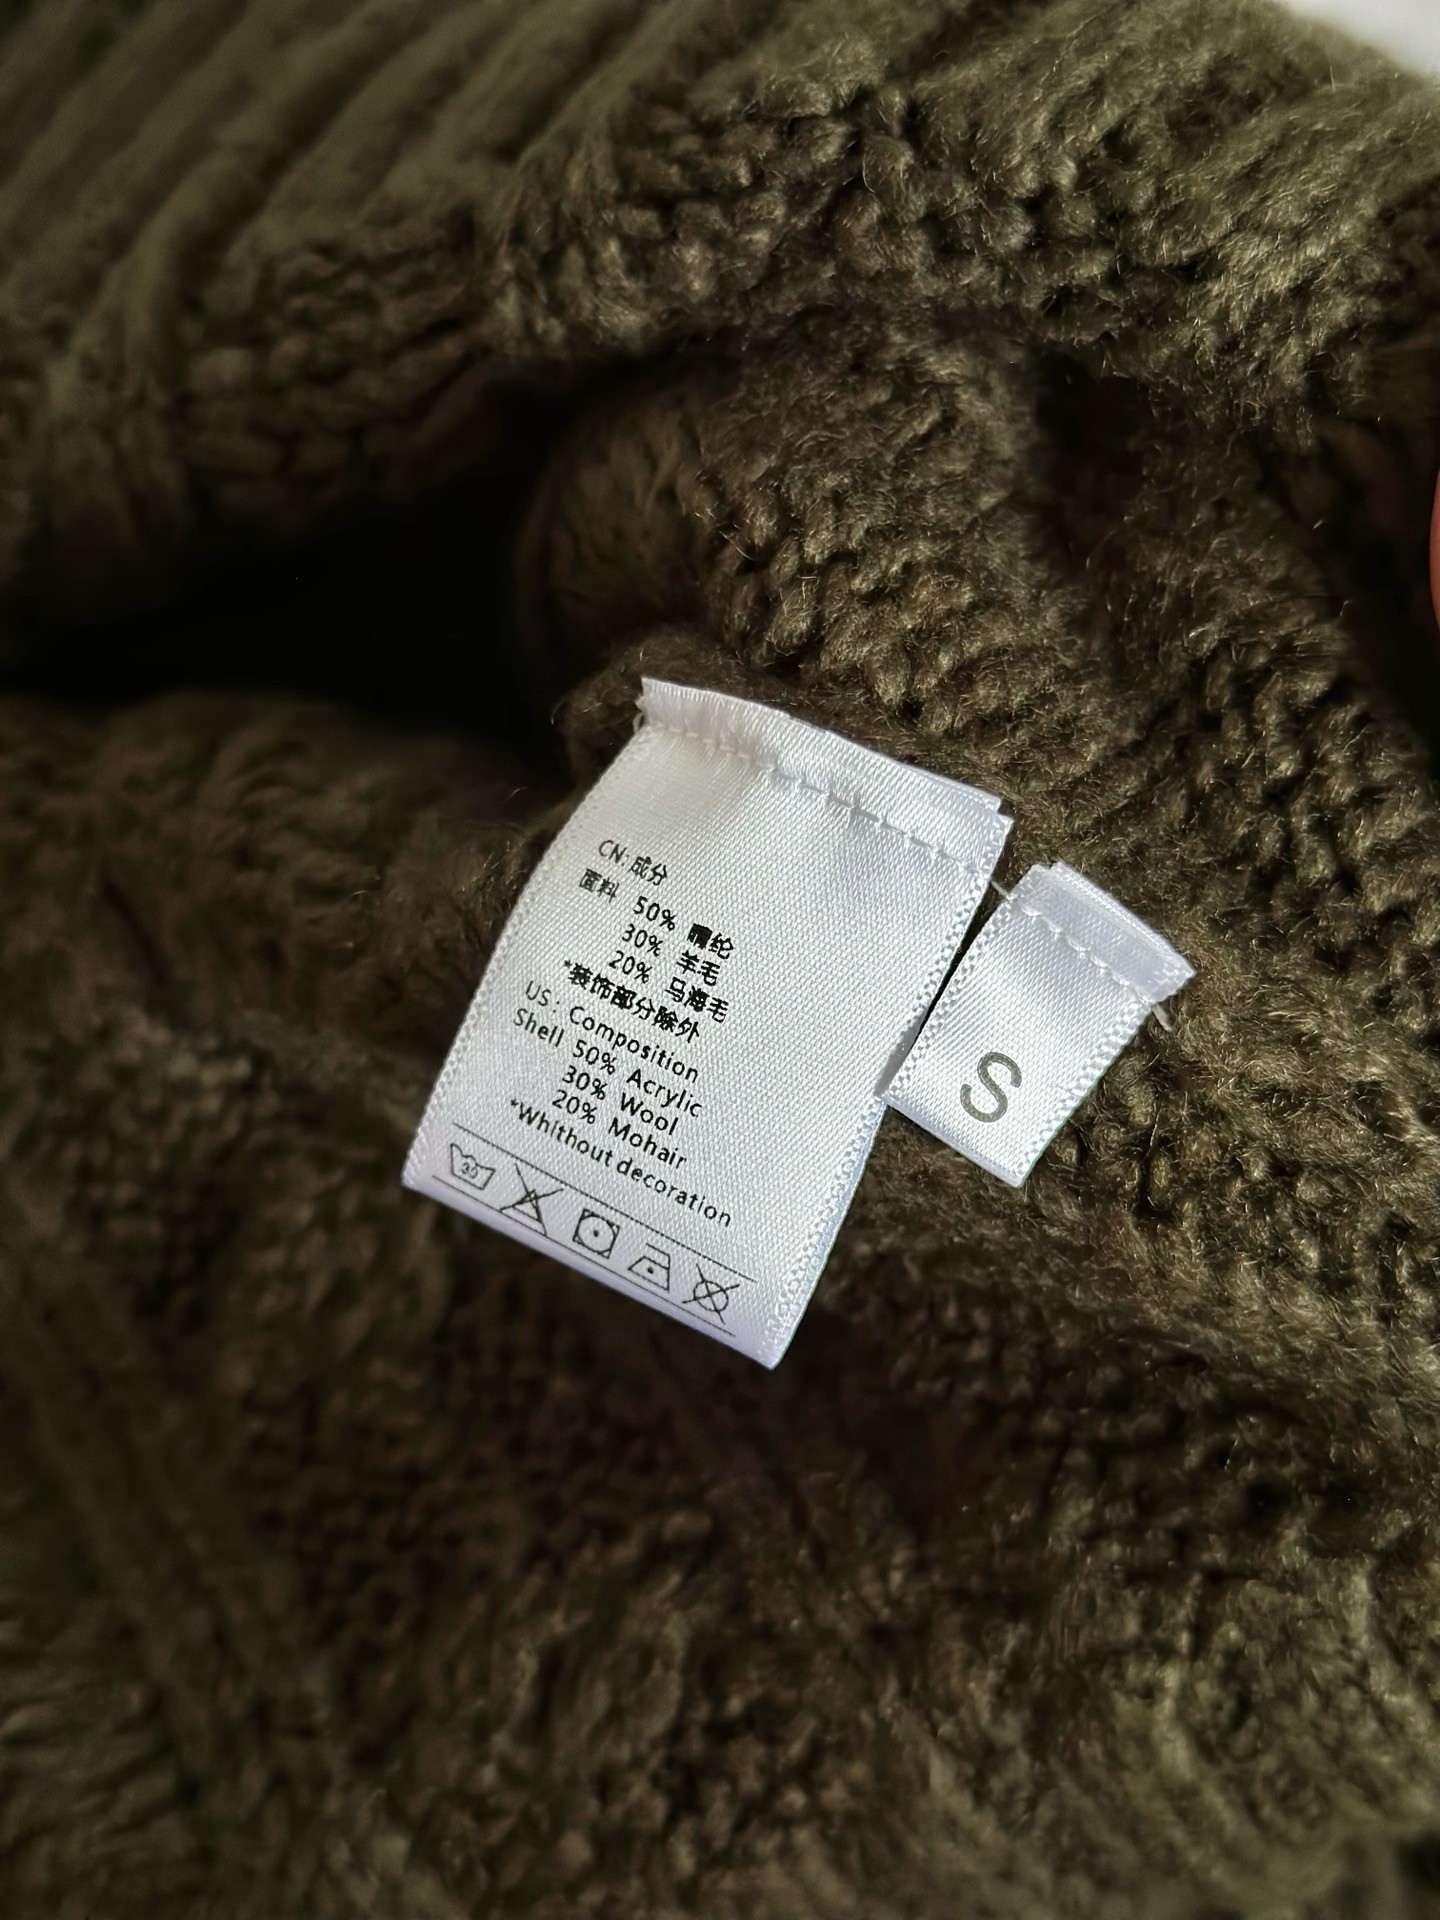 CN: 成分
面料 50% 腈纶
30% 羊毛
20% 马海毛
*装饰部分除外
US: Composition
Shell 50% Acrylic
30% Wool
20% Mohair
*Whithout decoration
30
S